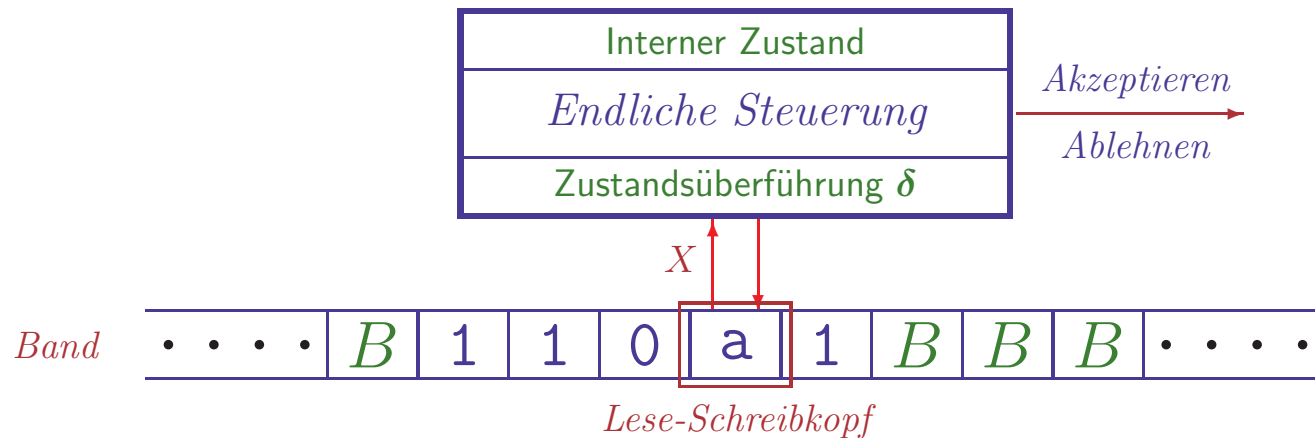 Interner Zustand
Endliche Steuerung
Zustandsüberführung δ
Akzeptieren
Ablehnen
X
Band · · · · B 1 1 0 a 1 B B B · · · ·
Lese-Schreibkopf